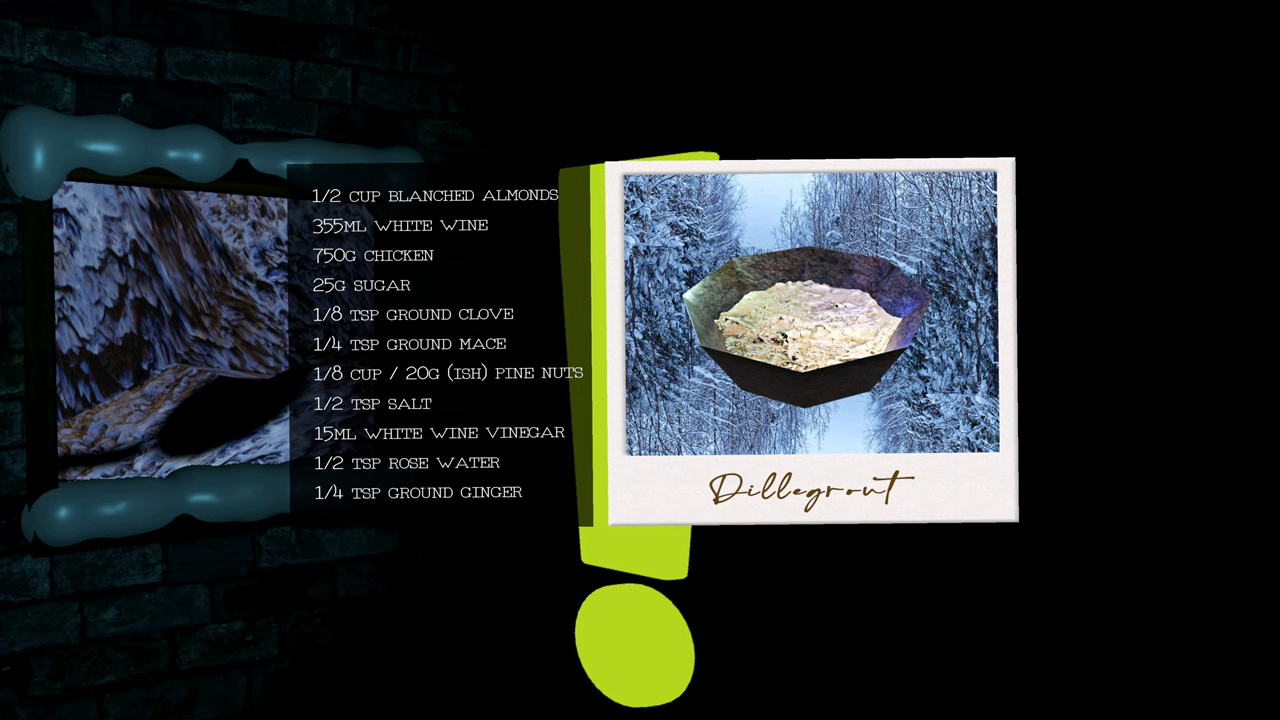 1/2 CUP BLANCHED ALMONDS
355ML WHITE WINE
750G CHICKEN
25G SUGAR
1/8 TSP GROUND CLOVE
1/4 TSP GROUND MACE
1/8 CUP / 20G (ISH) PINE NUTS
1/2 TSP SALT
15ML WHITE WINE VINEGAR
1/2 TSP ROSE WATER
1/4 TSP GROUND GINGER
Dillegrout